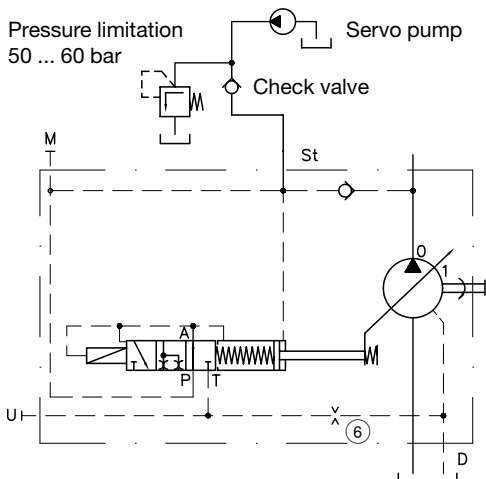 Pressure limitation
50 ... 60 bar
Servo pump
Check valve
M
St
0
1
A
P
T
U
6
D